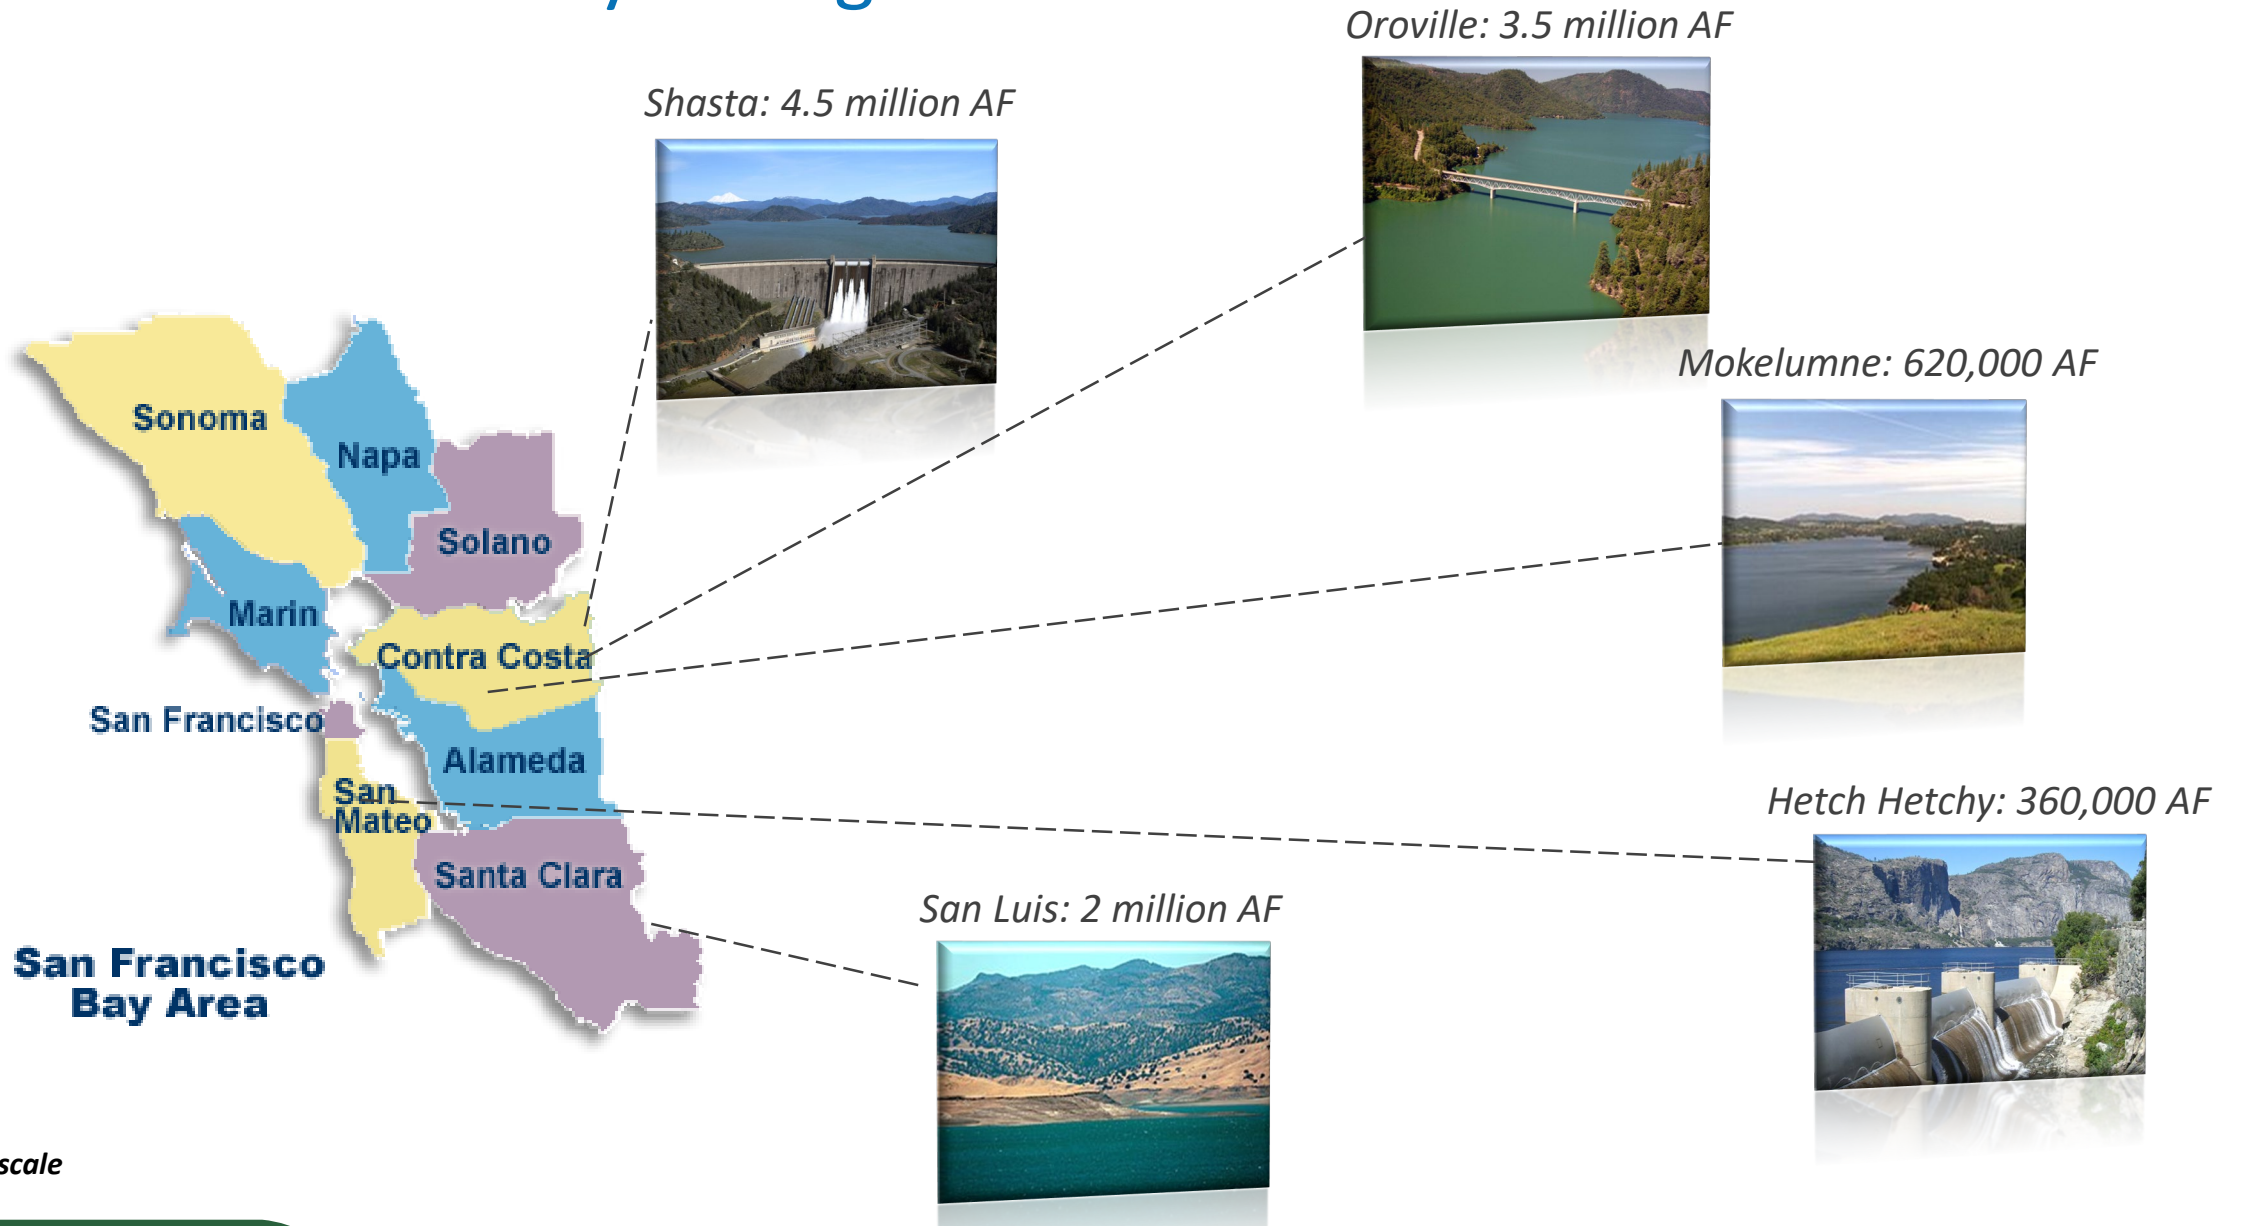 Oroville: 3.5 million AF
Shasta: 4.5 million AF
Mokelumne: 620,000 AF
Sonoma
Napa
Solano
Marin
Contra Costa
San Francisco
Alameda
San
Mateo
Hetch Hetchy: 360,000 AF
Santa Clara
San Luis: 2 million AF
San Francisco
Bay Area
scale